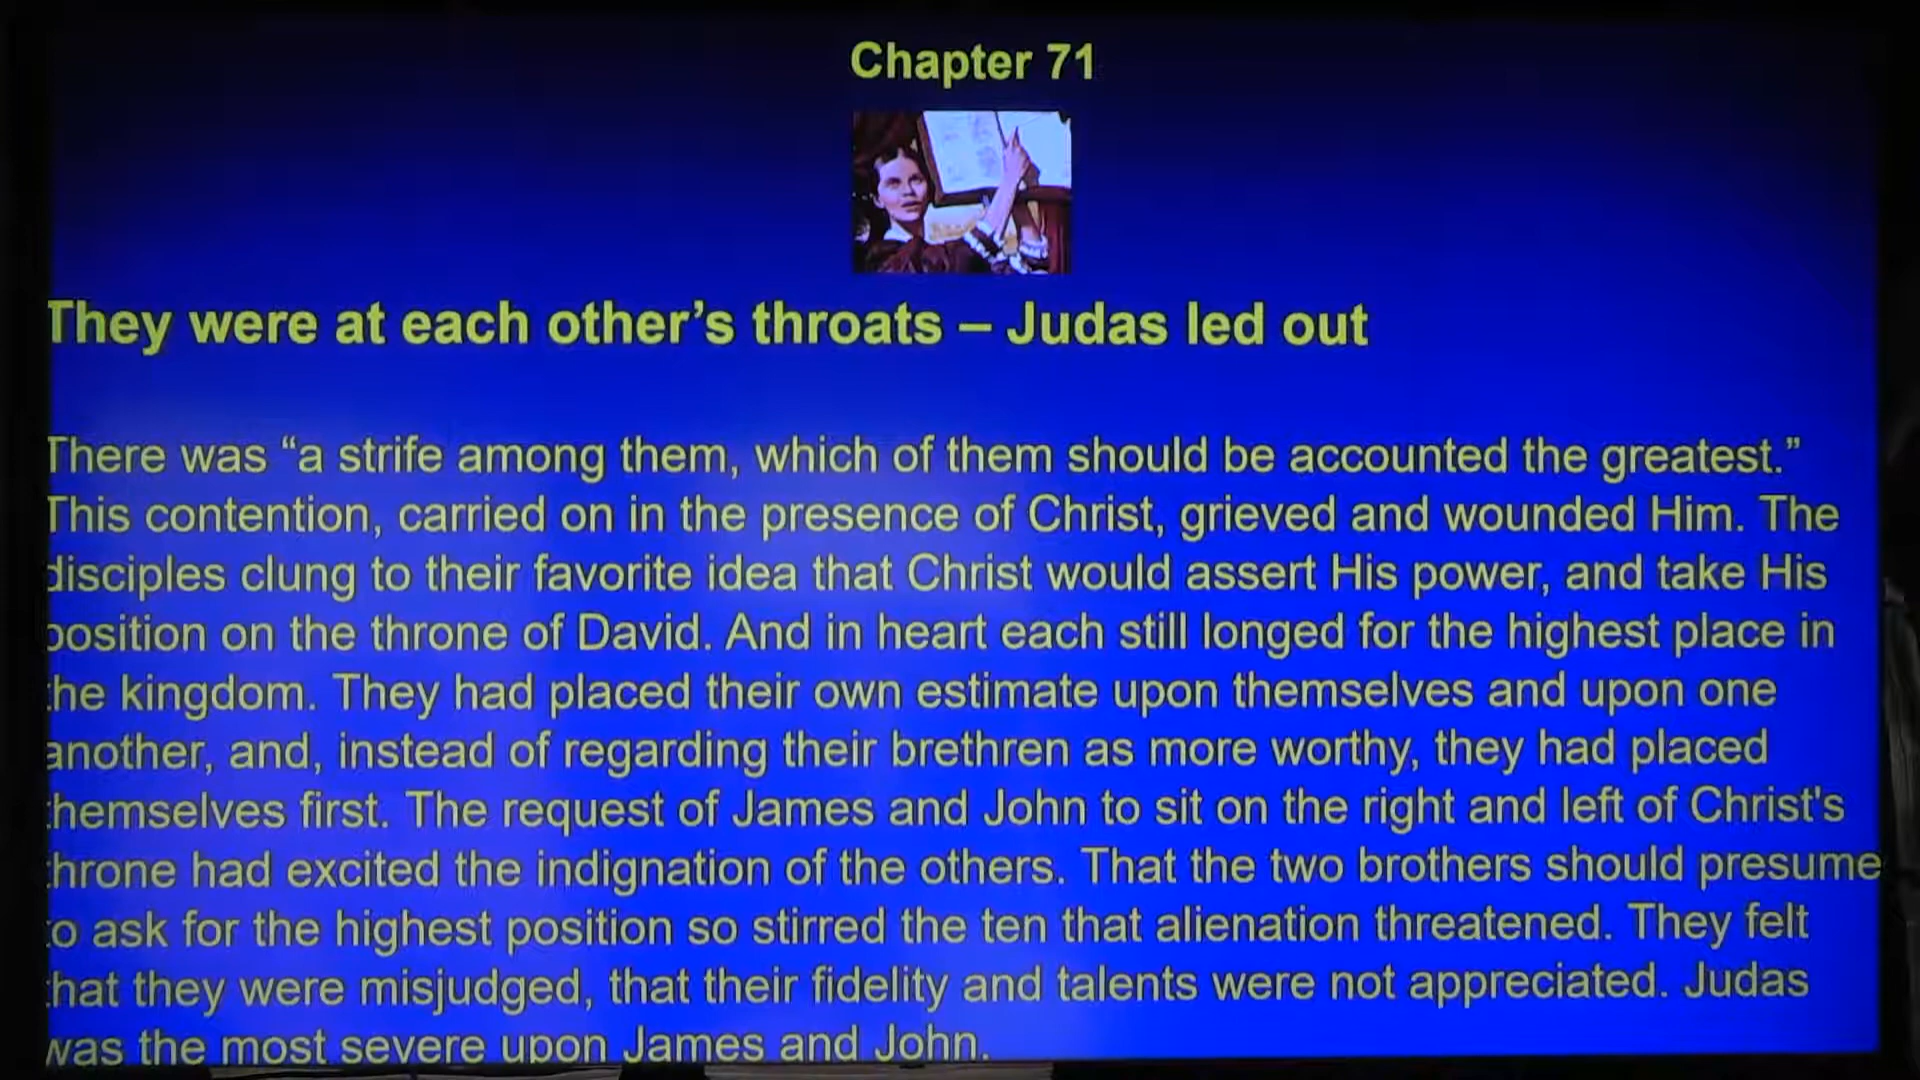 Chapter 71
They were at each other’s throats – Judas led out
There was “a strife among them, which of them should be accounted the greatest.”
This contention, carried on in the presence of Christ, grieved and wounded Him. The
disciples clung to their favorite idea that Christ would assert His power, and take His
position on the throne of David. And in heart each still longed for the highest place in
the kingdom. They had placed their own estimate upon themselves and upon one
another, and, instead of regarding their brethren as more worthy, they had placed
themselves first. The request of James and John to sit on the right and left of Christ's
throne had excited the indignation of the others. That the two brothers should presume
to ask for the highest position so stirred the ten that alienation threatened. They felt
that they were misjudged, that their fidelity and talents were not appreciated. Judas
was the most severe upon James and John.